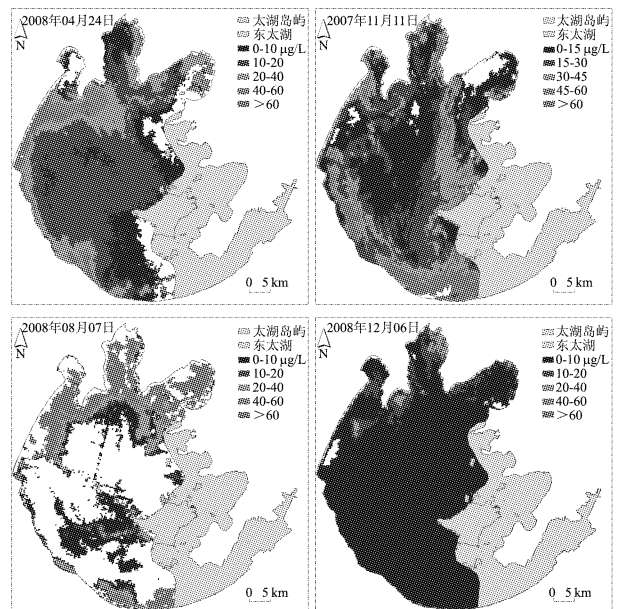 2008年04月24日
N
太湖岛屿
东太湖
0-10 μg/L
10-20
20-40
40-60
>60
0 5 km
2007年11月11日
N
太湖岛屿
东太湖
0-15 μg/L
15-30
30-45
45-60
>60
0 5 km
2008年08月07日
N
太湖岛屿
东太湖
0-10 μg/L
10-20
20-40
40-60
>60
0 5 km
2008年12月06日
N
太湖岛屿
东太湖
0-10 μg/L
10-20
20-40
40-60
>60
0 5 km